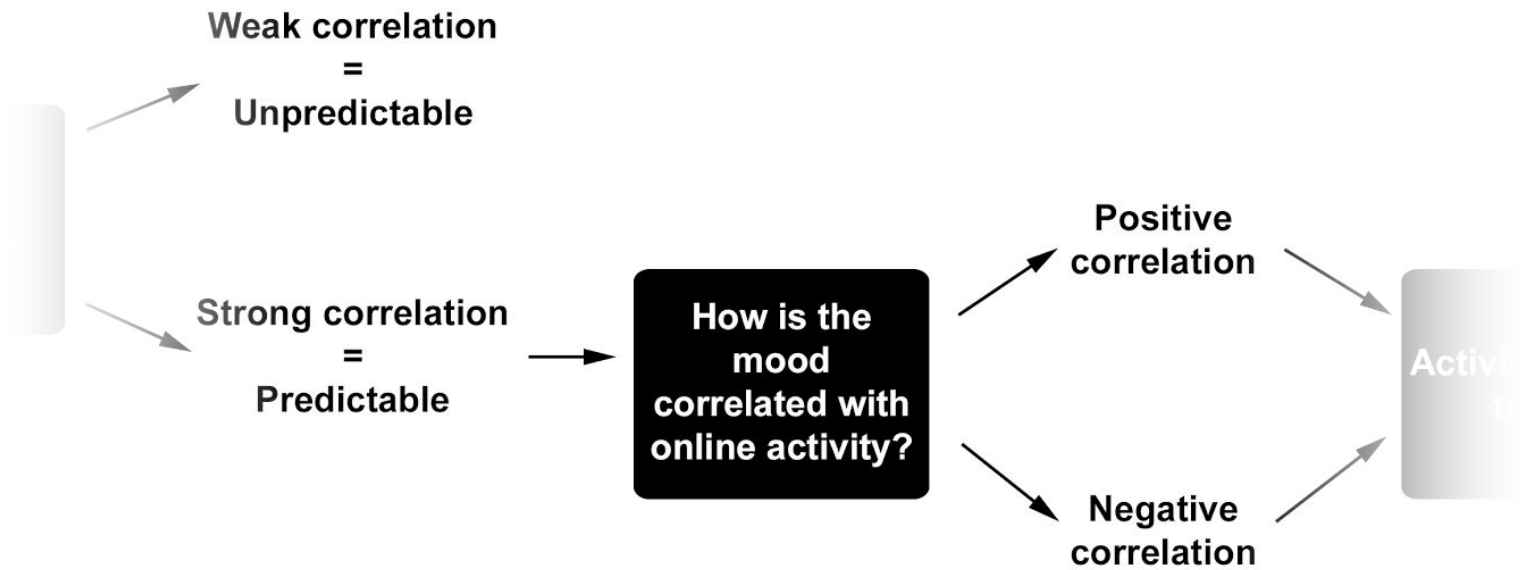 Weak correlation
=
Unpredictable
Strong correlation
=
Predictable
How is the
mood
correlated with
online activity?
Positive
correlation
Negative
correlation